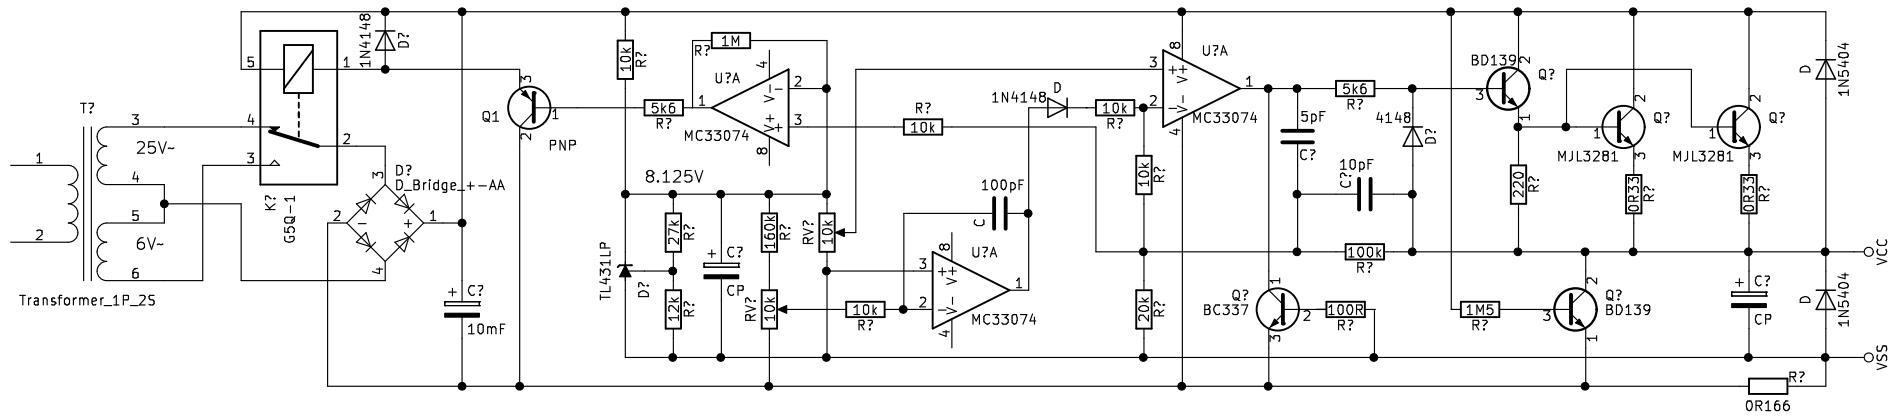 T?
1
2
3
25V~
4
5
6V~
6
Transformer_1P_2S
5
1
4
2
3
K?
G5Q-1
1N4148
D?
D?
D_Bridge_+-AA
3
2
-
+
1
4
+
C?
10mF
Q1
3
1
2
PNP
10k
R?
R?
1M
5k6
R?
U?A
4
V-
−
2
1
V+
+
3
8
MC33074
8.125V
TL431LP
D?
27k
R?
12k
R?
+
C?
CP
160k
R?
RV?
10k
RV?
10k
10k
R?
R?
10k
100pF
C
U?A
8
3
+
V+
1
2
−
V-
4
MC33074
1N4148
D
10k
R?
10k
R?
20k
R?
U?A
8
3
+
V+
1
2
−
V-
4
MC33074
5pF
C?
5k6
R?
10pF
C?
4148
D?
100k
R?
Q?
BC337
1
2
3
100R
R?
BD139
Q?
2
3
1
220
R?
Q?
2
1
3
MJL3281
0R33
R?
Q?
2
1
3
MJL3281
0R33
R?
D
1N5404
1M5
R?
Q?
BD139
2
3
1
+
C?
CP
D
1N5404
VCC
VSS
R?
0R166